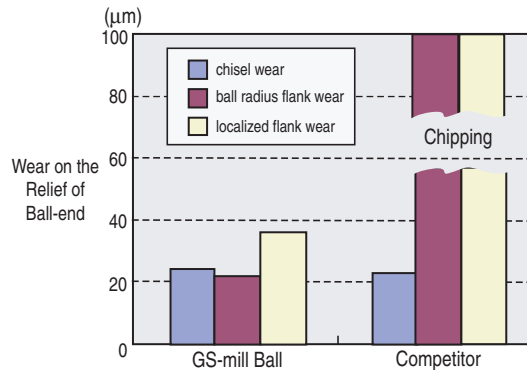 (μm)
100
80
60
40
20
0
Wear on the
Relief of
Ball-end
chisel wear
ball radius flank wear
localized flank wear
Chipping
GS-mill Ball
Competitor